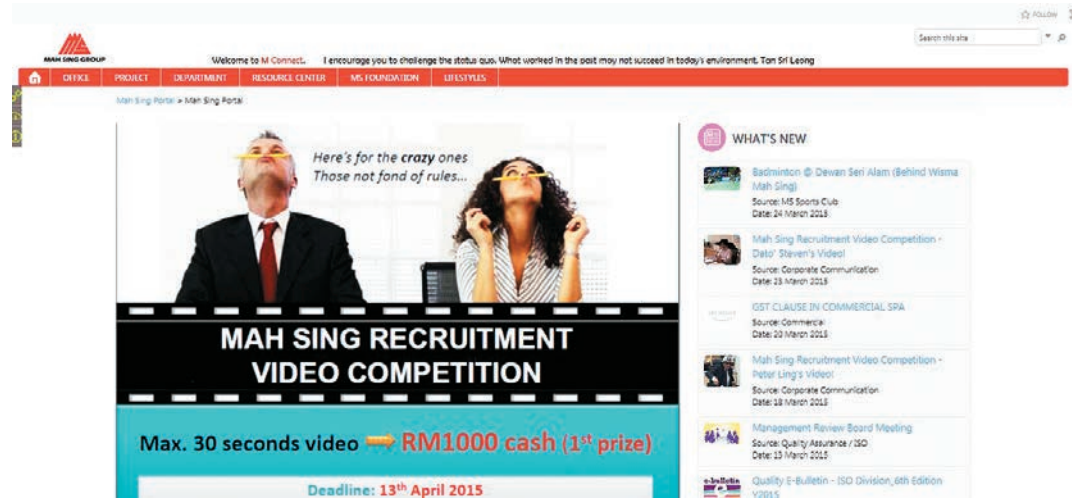 FOLLOW
Search this site
MAH SING GROUP
Welcome to M Connect. I encourage you to challenge the status quo. What worked in the past may not succeed in today's environment. Tan Sri Leong
OFFICE PROJECT DEPARTMENT RESOURCE CENTER MS FOUNDATION LIFESTYLES
Mah Sing Portal > Mah Sing Portal
Here's for the crazy ones
Those not fond of rules...
MAH SING RECRUITMENT
VIDEO COMPETITION
Max. 30 seconds video RM1000 cash (1st prize)
Deadline: 13th April 2015
WHAT'S NEW
Badminton @ Dewan Seri Alam (Behind Wisma
Mah Sing)
Source: MS Sports Club
Date: 24 March 2015
Mah Sing Recruitment Video Competition -
Dato' Steven's Video!
Source: Corporate Communication
Date: 23 March 2015
GST CLAUSE IN COMMERCIAL SPA
Source: Commercial
Date: 20 March 2015
Mah Sing Recruitment Video Competition -
Peter Ling's Video!
Source: Corporate Communication
Date: 18 March 2015
Management Review Board Meeting
Source: Quality Assurance / ISO
Date: 13 March 2015
e-bulletin
Quality E-Bulletin - ISO Division_6th Edition
Y2015